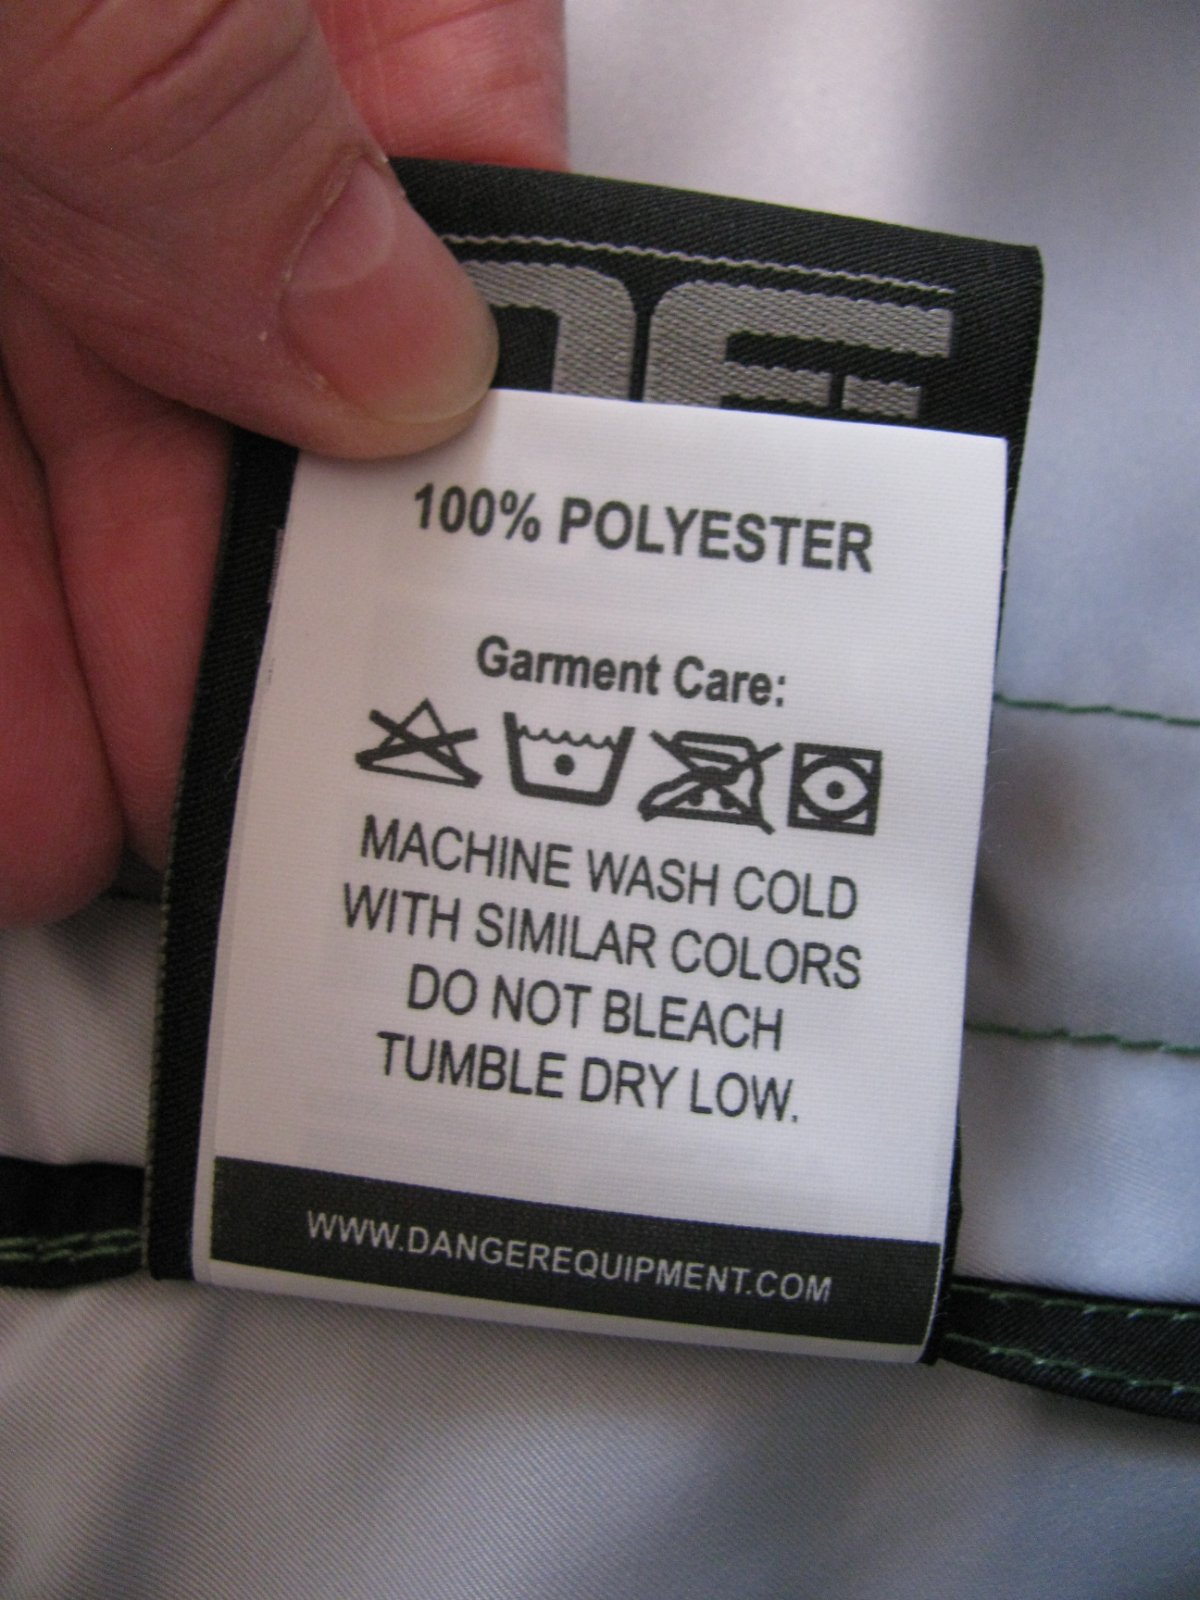 100% POLYESTER
Garment Care:
MACHINE WASH COLD
WITH SIMILAR COLORS
DO NOT BLEACH
TUMBLE DRY LOW.
WWW.DANGEREQUIPMENT.COM